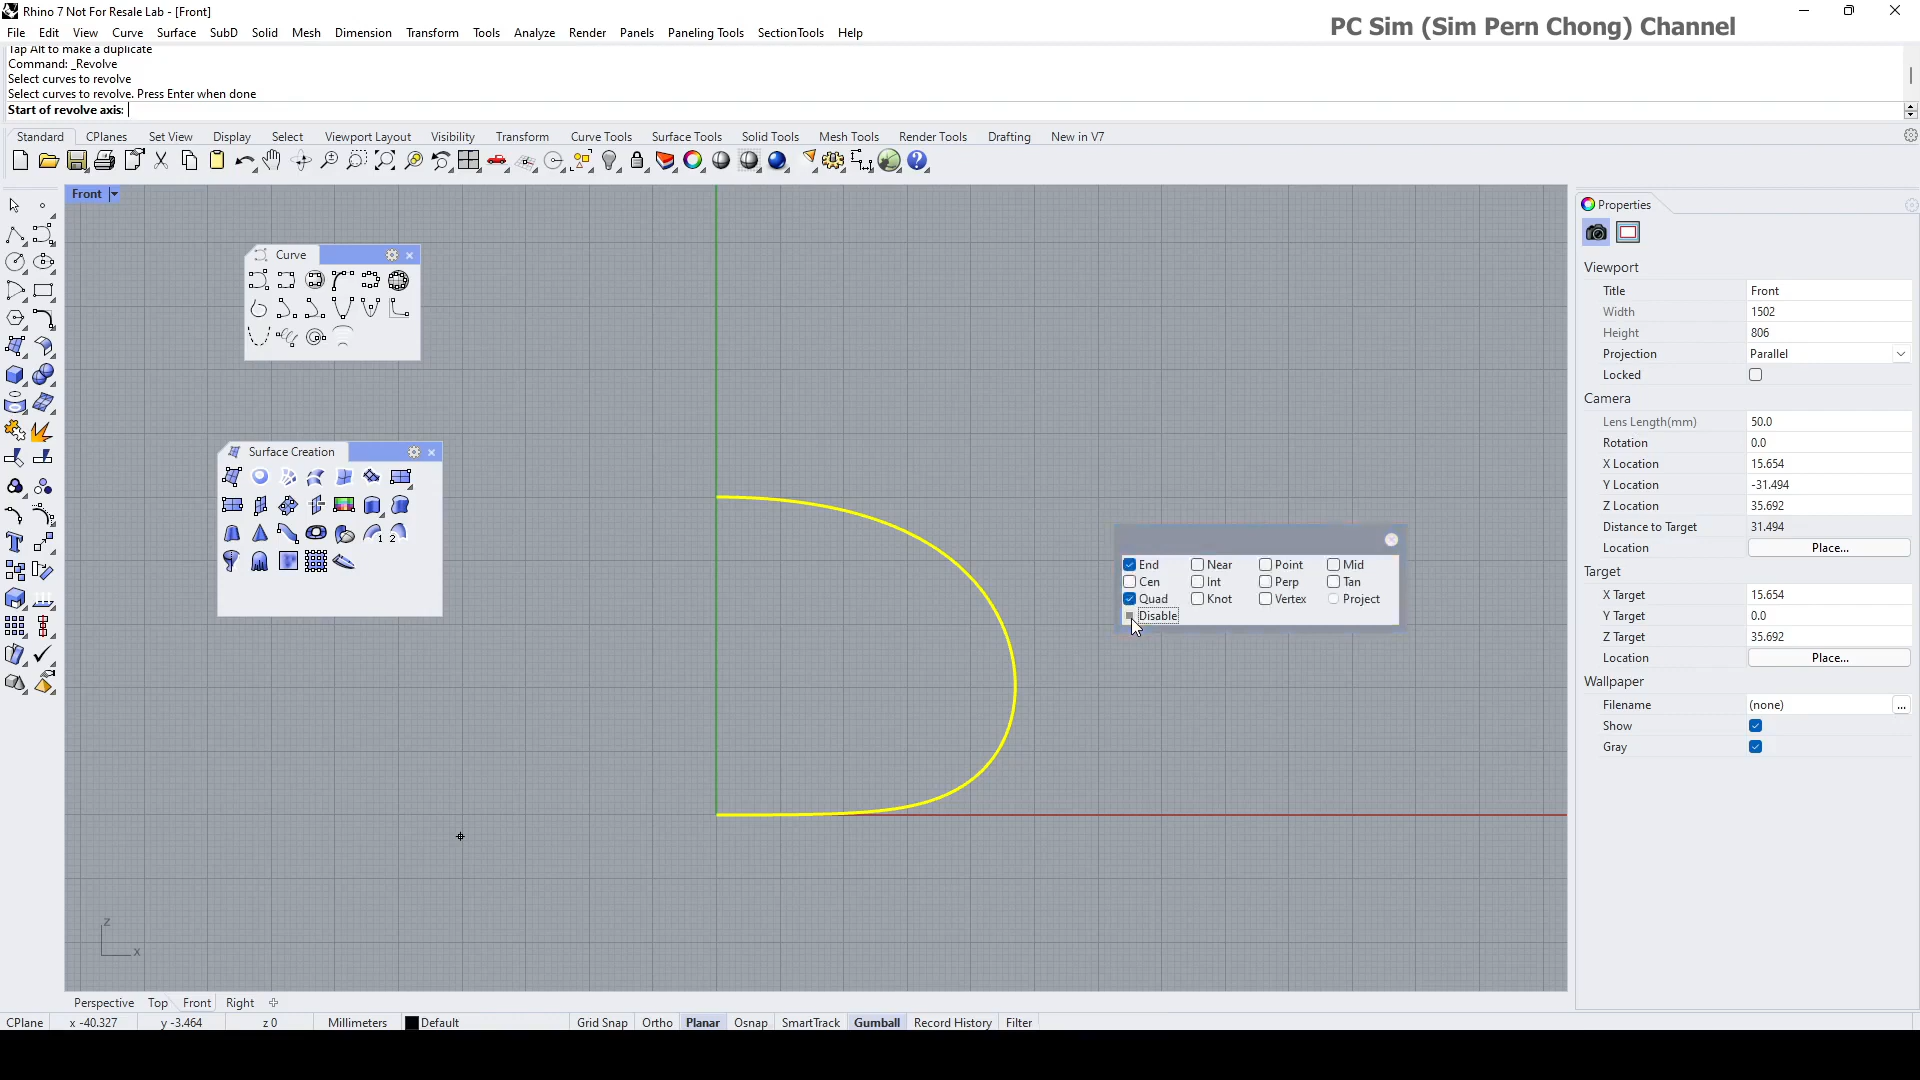 Rhino 7 Not For Resale Lab - [Front]
PC Sim (Sim Pern Chong) Channel
File Edit View Curve Surface SubD Solid Mesh Dimension Transform Tools Analyze Render Panels Paneling Tools SectionTools Help
Tap Alt to make a duplicate
Command: _Revolve
Select curves to revolve
Select curves to revolve. Press Enter when done
Start of revolve axis:
Standard CPlanes Set View Display Select Viewport Layout Visibility Transform Curve Tools Surface Tools Solid Tools Mesh Tools Render Tools Drafting New in V7
Front
Curve
Surface Creation
1 2
End Near Point Mid
Cen Int Perp Tan
Quad Knot Vertex Project
Disable
z
x
Properties
Viewport
Title Front
Width 1502
Height 806
Projection Parallel
Locked
Camera
Lens Length(mm) 50.0
Rotation 0.0
X Location 15.654
Y Location -31.494
Z Location 35.692
Distance to Target 31.494
Location Place...
Target
X Target 15.654
Y Target 0.0
Z Target 35.692
Location Place...
Wallpaper
Filename (none) ...
Show
Gray
Perspective Top Front Right
CPlane x -40.327 y -3.464 z 0 Millimeters Default Grid Snap Ortho Planar Osnap SmartTrack Gumball Record History Filter